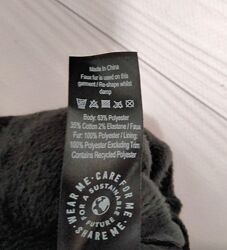 Made In China
Faux fur is used on this
garment./ Re-shape whilst
damp
Body: 63% Polyester
35% Cotton 2% Elastane / Faux
Fur: 100% Polyester / Lining:
100% Polyester Excluding Trim
Contains Recycled Polyester
WEAR ME • CARE FOR ME • SHARE ME •
FOR A SUSTAINABLE
FUTURE